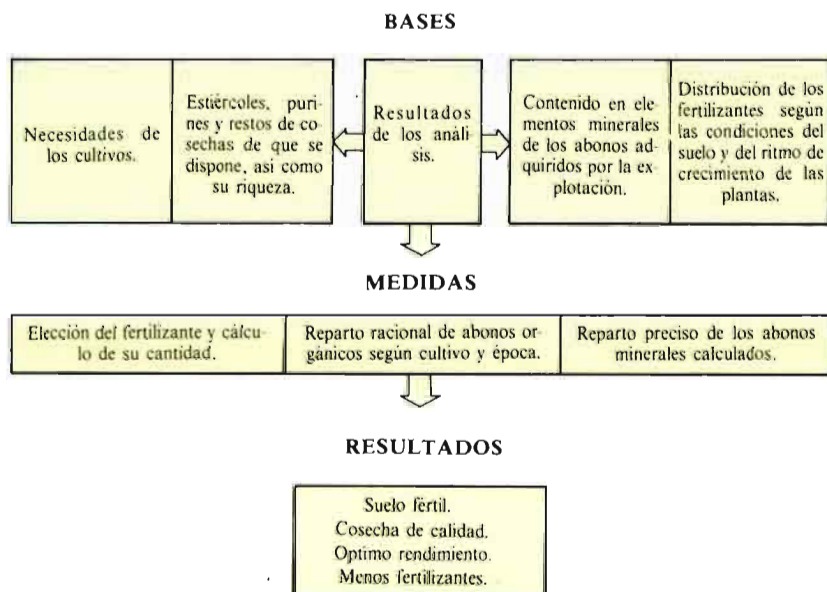 BASES
Necesidades de
los cultivos.
Estiércoles, puri-
nes y restos de co-
sechas de que se
dispone, asi como
su riqueza.
Resultados
de los análi-
sis.
Contenido en ele-
mentos minerales
de los abonos ad-
quiridos por la ex-
plotación.
Distribución de los
fertilizantes según
las condiciones del
suelo y del ritmo de
crecimiento de las
plantas.
MEDIDAS
Elección del fertilizante y cálcu-
lo de su cantidad.
Reparto racional de abonos or-
gánicos según cultivo y época.
Reparto preciso de los abonos
minerales calculados.
RESULTADOS
Suelo fértil.
Cosecha de calidad.
Optimo rendimiento.
Menos fertilizantes.